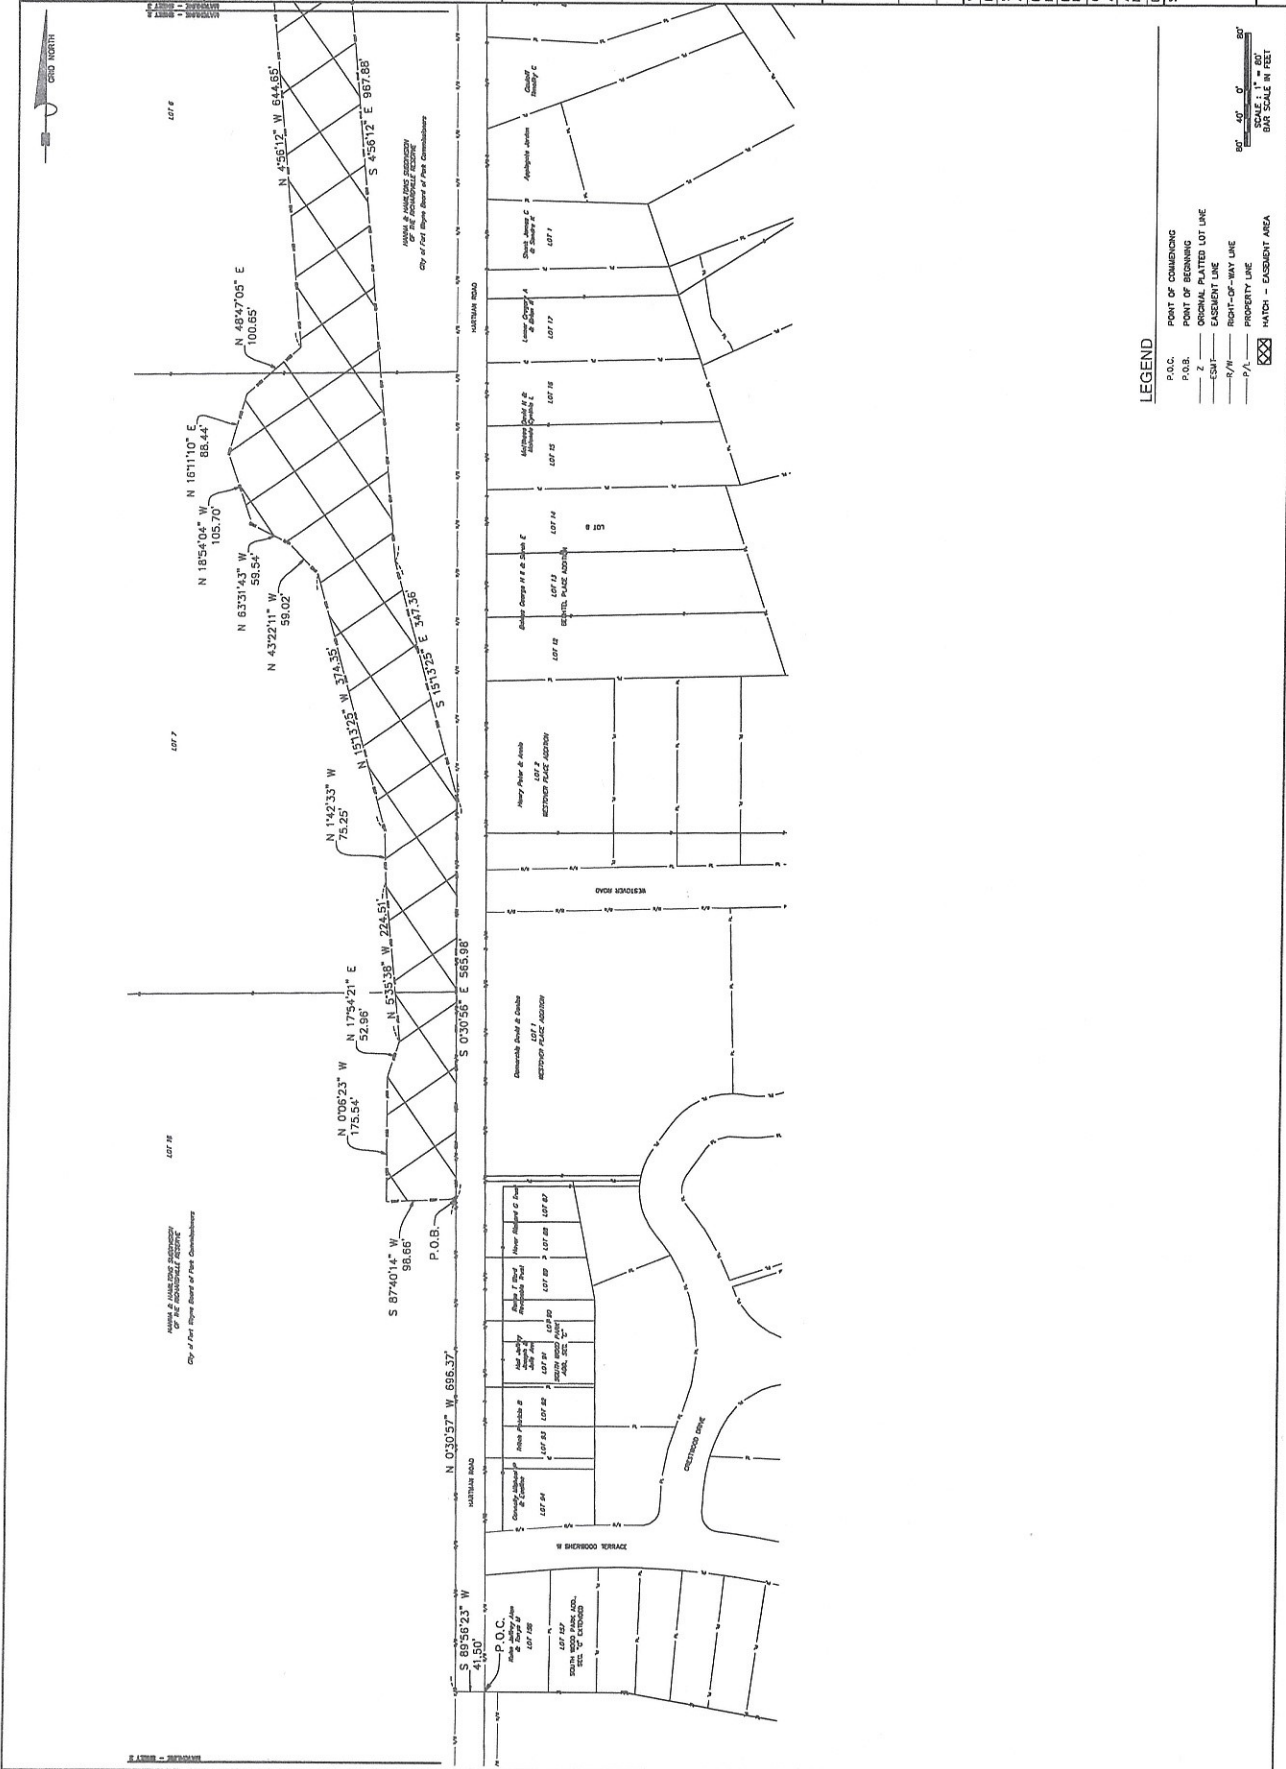 GRID NORTH
LOT 6
N 4°56'12" W 644.65'
S 4°56'12" E 967.88'
HANNA & HAMILTONS SUBDIVISION
OF THE RICHARDVILLE RESERVE
City of Fort Wayne Board of Park Commissioners
N 48°47'05" E
100.65'
N 16°11'10" E
88.44'
N 18°54'04" W
105.70'
N 63°31'43" W
59.54'
N 43°22'11" W
59.02'
LOT 7
N 15°13'25" W 374.35'
S 15°13'25" E 347.36'
N 1°42'33" W
75.25'
N 5°35'38" W 224.51'
N 17°54'21" E
52.96'
S 0°30'56" E 565.98'
N 0°06'23" W
175.54'
LOT 16
HANNA & HAMILTONS SUBDIVISION
OF THE RICHARDVILLE RESERVE
City of Fort Wayne Board of Park Commissioners
S 87°40'14" W
98.66'
P.O.B.
N 0°30'57" W 696.37'
HARTMAN ROAD
S 89°56'23" W
41.50'
P.O.C.
HARTMAN ROAD
LOT 1
LOT 17
LOT 16
LOT 15
LOT 14
LOT B
LOT 13
BECHTEL PLACE ADDITION
LOT 12
Henry Peter & Annie
LOT 2
WESTOVER PLACE ADDITION
WESTOVER ROAD
LOT 1
WESTOVER PLACE ADDITION
LOT 87
LOT 88
LOT 89
LOT 90
LOT 91
SOUTH WOOD PARK
ADD., SEC. "C"
LOT 92
LOT 93
LOT 94
CRESTWOOD DRIVE
W SHERWOOD TERRACE
LOT 156
LOT 157
SOUTH WOOD PARK ADD.,
SEC. "C" EXTENDED
LEGEND
P.O.C. POINT OF COMMENCING
P.O.B. POINT OF BEGINNING
Z ORIGINAL PLATTED LOT LINE
ESMT EASEMENT LINE
R/W RIGHT-OF-WAY LINE
P/L PROPERTY LINE
HATCH - EASEMENT AREA
80' 40' 0' 80'
SCALE : 1" = 80'
BAR SCALE IN FEET